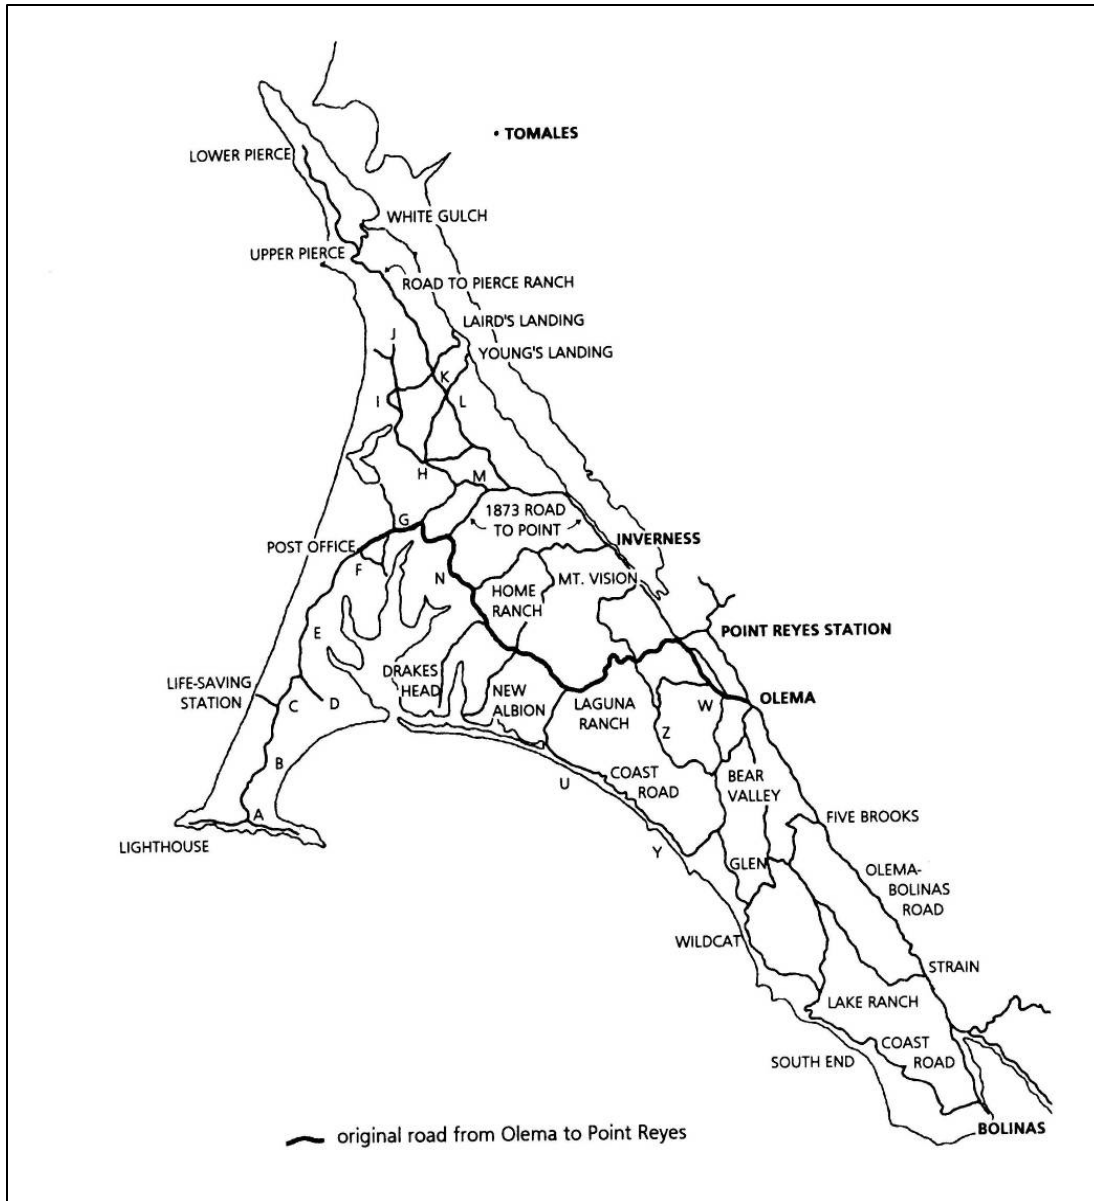 • TOMALES
LOWER PIERCE
WHITE GULCH
UPPER PIERCE
ROAD TO PIERCE RANCH
LAIRD'S LANDING
J
YOUNG'S LANDING
K
I
L
H
M
1873 ROAD
TO POINT
G
POST OFFICE
INVERNESS
F
N
MT. VISION
HOME
RANCH
E
POINT REYES STATION
DRAKES
HEAD
LIFE-SAVING
STATION
C
D
NEW
ALBION
LAGUNA
RANCH
W
OLEMA
Z
B
U
COAST
ROAD
BEAR
VALLEY
A
LIGHTHOUSE
FIVE BROOKS
Y
GLEN
OLEMA-
BOLINAS
ROAD
WILDCAT
STRAIN
LAKE RANCH
SOUTH END
COAST
ROAD
BOLINAS
original road from Olema to Point Reyes